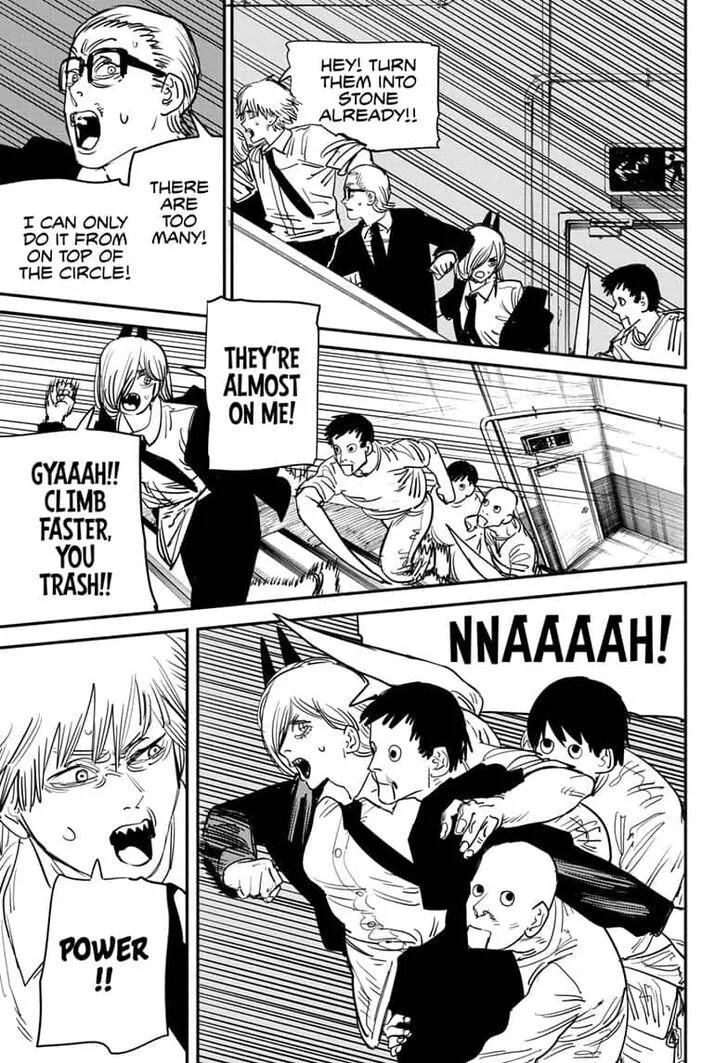 HEY! TURN
THEM INTO
STONE
ALREADY!!
THERE
ARE
TOO
MANY!
I CAN ONLY
DO IT FROM
ON TOP OF
THE CIRCLE!
THEY'RE
ALMOST
ON ME!
GYAAAH!!
CLIMB
FASTER,
YOU
TRASH!!
NNAAAAAH!
POWER
!!